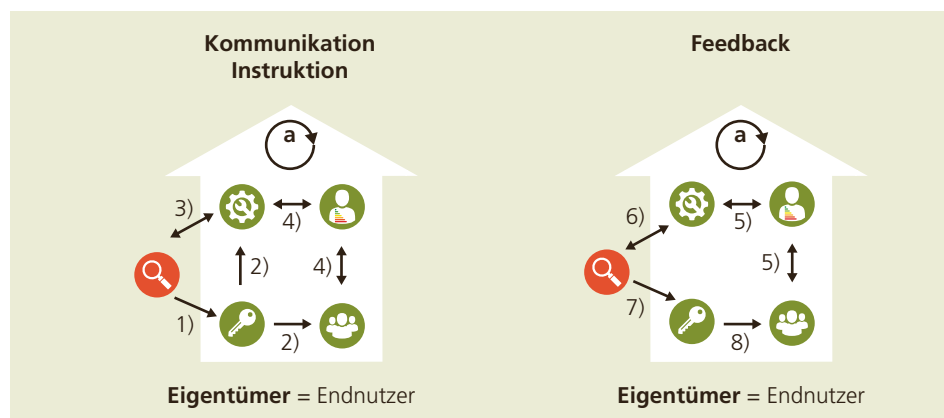 Kommunikation
Instruktion
a
3)
4)
2)
4)
1)
2)
Eigentümer = Endnutzer
Feedback
a
6)
5)
5)
7)
8)
Eigentümer = Endnutzer